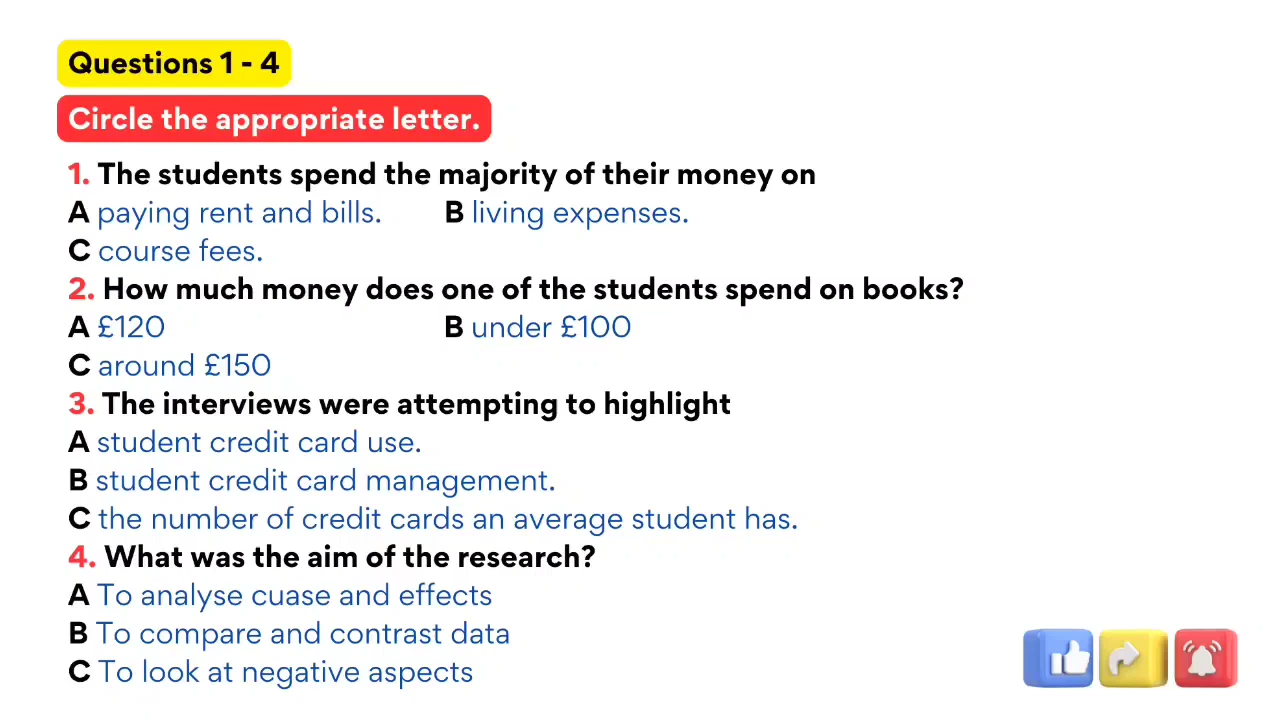 Questions 1 - 4
Circle the appropriate letter.
1. The students spend the majority of their money on
A paying rent and bills. B living expenses.
C course fees.
2. How much money does one of the students spend on books?
A £120 B under £100
C around £150
3. The interviews were attempting to highlight
A student credit card use.
B student credit card management.
C the number of credit cards an average student has.
4. What was the aim of the research?
A To analyse cuase and effects
B To compare and contrast data
C To look at negative aspects